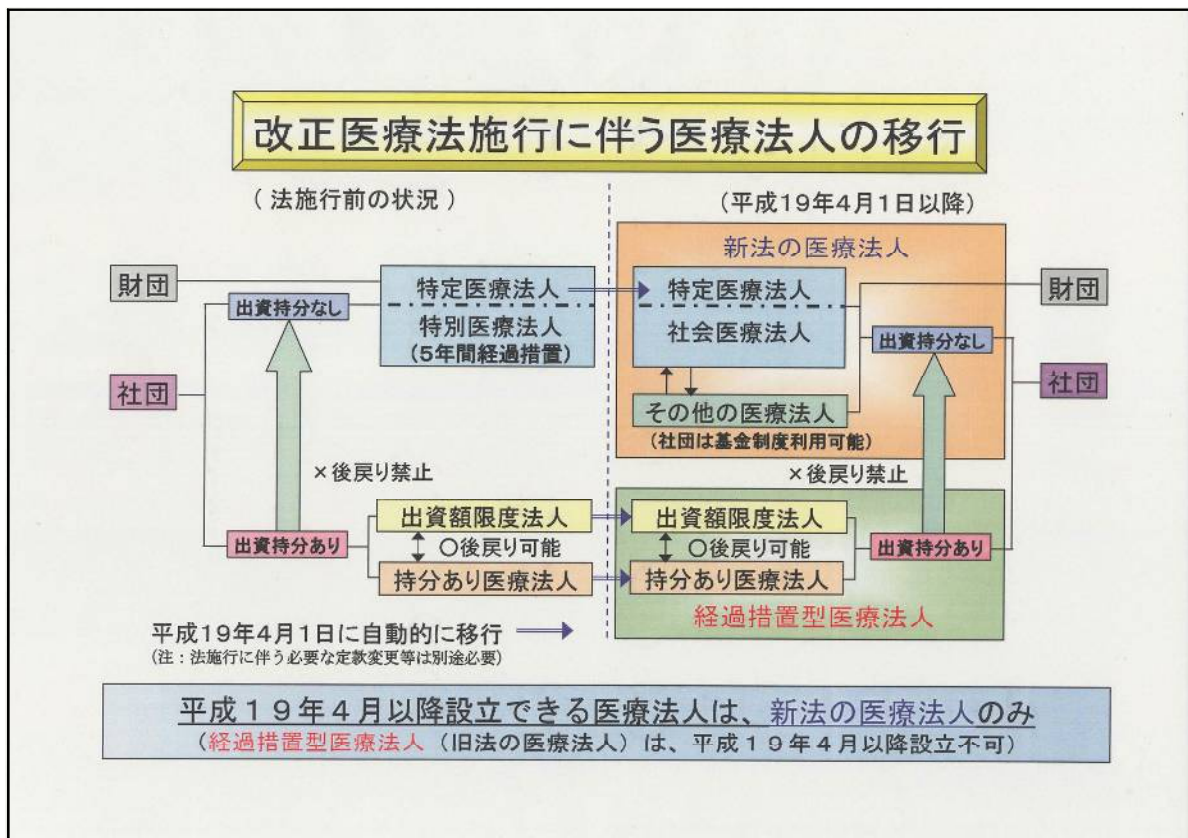 改正医療法施行に伴う医療法人の移行
(法施行前の状況)
(平成19年4月1日以降)
新法の医療法人
財団
特定医療法人
特定医療法人
財団
出資持分なし
特別医療法人
(5年間経過措置)
社会医療法人
出資持分なし
社団
社団
その他の医療法人
(社団は基金制度利用可能)
×後戻り禁止
×後戻り禁止
出資額限度法人
出資額限度法人
出資持分あり
〇後戻り可能
〇後戻り可能
出資持分あり
持分あり医療法人
持分あり医療法人
経過措置型医療法人
平成19年4月1日に自動的に移行
(注:法施行に伴う必要な定款変更等は別途必要)
平成19年4月以降設立できる医療法人は、新法の医療法人のみ
(経過措置型医療法人(旧法の医療法人)は、平成19年4月以降設立不可)